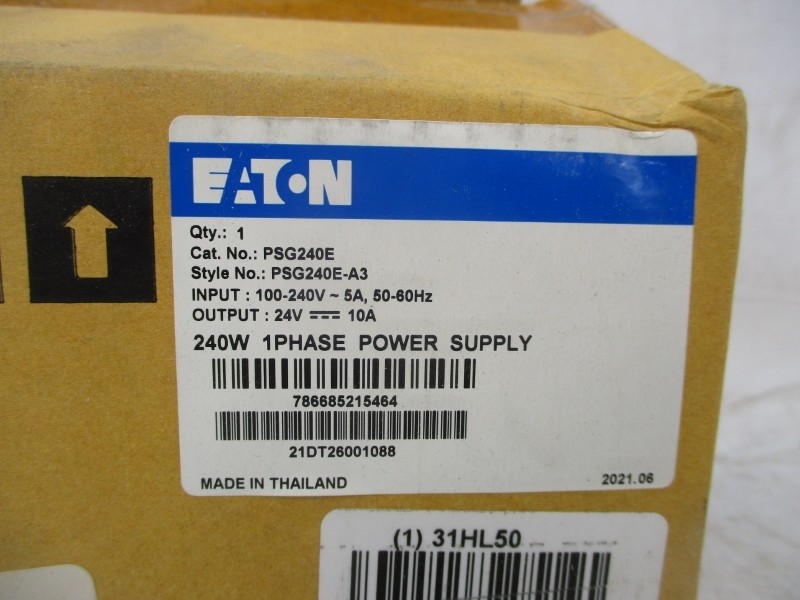 EATON
Qty.: 1
Cat. No.: PSG240E
Style No.: PSG240E-A3
INPUT : 100-240V ~ 5A, 50-60Hz
OUTPUT : 24V ⎓ 10A
240W 1PHASE POWER SUPPLY
786685215464
21DT26001088
MADE IN THAILAND 2021.06
(1) 31HL50